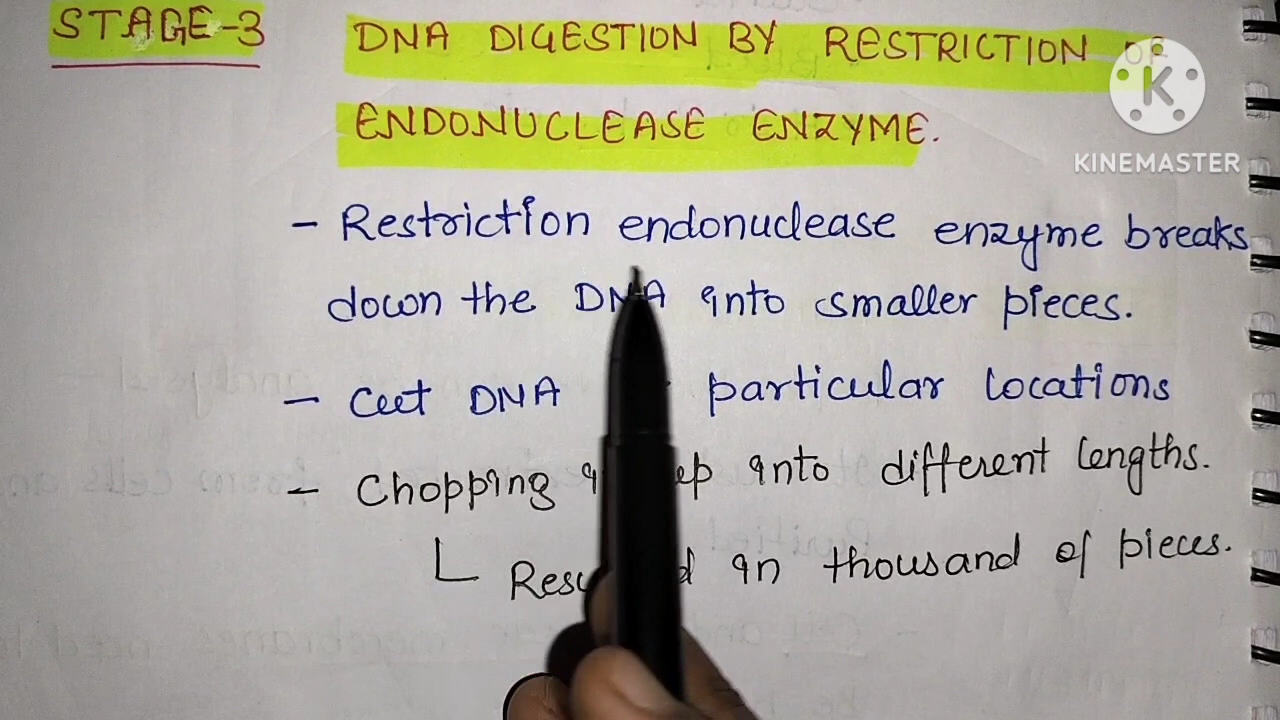 STAGE-3 DNA DIGESTION BY RESTRICTION OF
ENDONUCLEASE ENZYME.
KINEMASTER
- Restriction endonuclease enzyme breaks
down the DNA into smaller pieces.
- Cut DNA particular locations
- Chopping into different lengths.
in thousand of pieces.